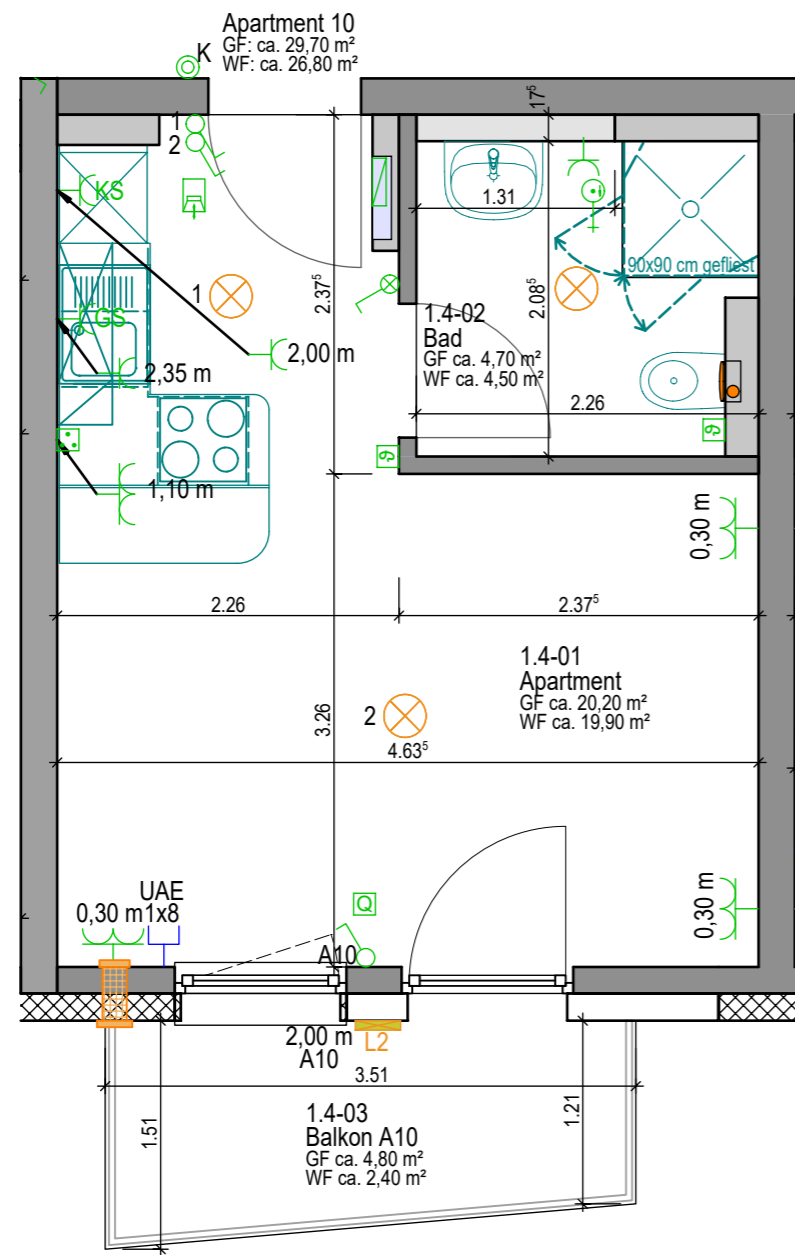 Apartment 10
GF: ca. 29,70 m²
WF: ca. 26,80 m²
K
1
2
17⁵
KS
1.31
90x90 cm gefliest
1
2.37⁵
2.08⁵
GS
2,00 m
1.4-02
Bad
GF ca. 4,70 m²
WF ca. 4,50 m²
2,35 m
2.26
1,10 m
0,30 m
2.26
2.37⁵
1.4-01
Apartment
GF ca. 20,20 m²
WF ca. 19,90 m²
3.26
2
4.63⁵
UAE
0,30 m 1x8
Q
0,30 m
A10
2,00 m
A10
L2
3.51
1.51
1.21
1.4-03
Balkon A10
GF ca. 4,80 m²
WF ca. 2,40 m²